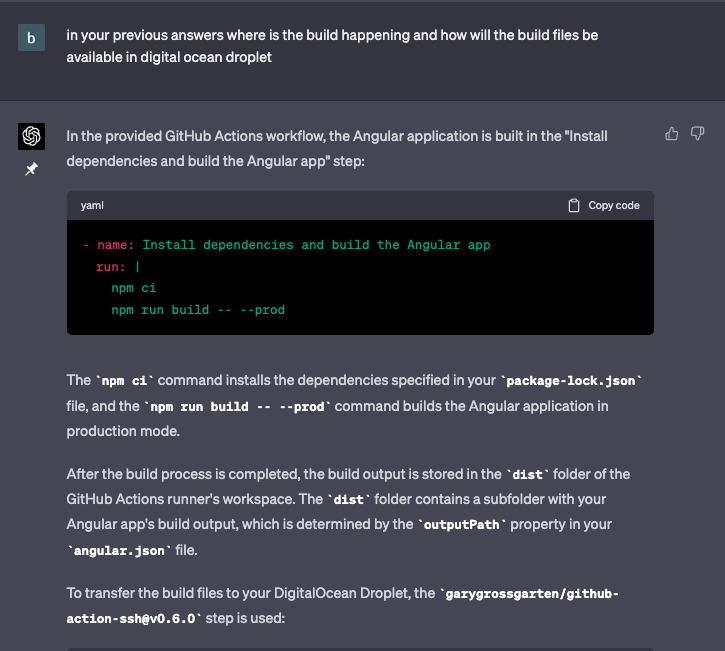 b
in your previous answers where is the build happening and how will the build files be
available in digital ocean droplet
In the provided GitHub Actions workflow, the Angular application is built in the "Install
dependencies and build the Angular app" step:
yaml
Copy code
- name: Install dependencies and build the Angular app
run: |
npm ci
npm run build -- --prod
The `npm ci` command installs the dependencies specified in your `package-lock.json`
file, and the `npm run build -- --prod` command builds the Angular application in
production mode.
After the build process is completed, the build output is stored in the `dist` folder of the
GitHub Actions runner's workspace. The `dist` folder contains a subfolder with your
Angular app's build output, which is determined by the `outputPath` property in your
`angular.json` file.
To transfer the build files to your DigitalOcean Droplet, the `garygrossgarten/github-
action-ssh@v0.6.0` step is used: